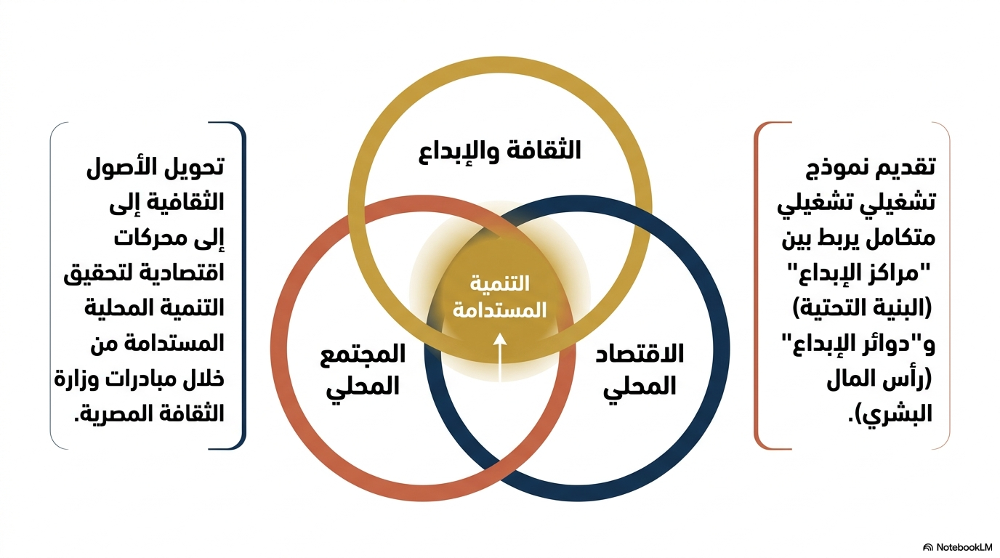 الثقافة والإبداع
تقديم نموذج
تشغيلي تشغيلي
متكامل يربط بين
"مراكز الإبداع"
(البنية التحتية)
و"دوائر الإبداع"
(رأس المال
البشري).
التنمية
المستدامة
الاقتصاد
المحلي
المجتمع
المحلي
تحويل الأصول
الثقافية إلى
إلى محركات
اقتصادية لتحقيق
التنمية المحلية
المستدامة من
خلال مبادرات وزارة
الثقافة المصرية.
NotebookLM